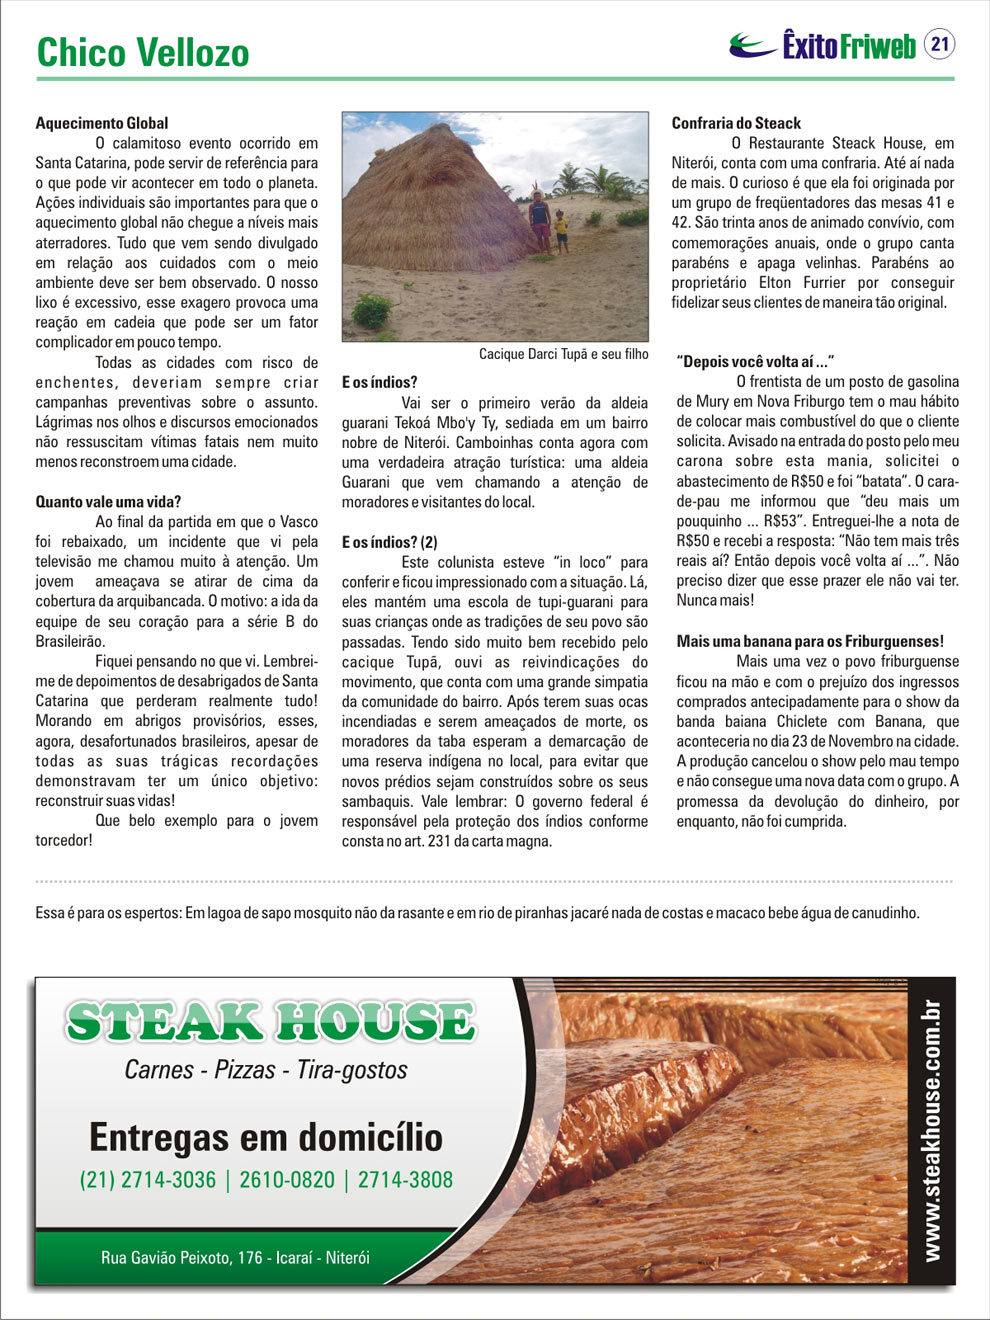 Chico Vellozo
ÊxitoFriweb 21
Aquecimento Global
O calamitoso evento ocorrido em
Santa Catarina, pode servir de referência para
o que pode vir acontecer em todo o planeta.
Ações individuais são importantes para que o
aquecimento global não chegue a níveis mais
aterradores. Tudo que vem sendo divulgado
em relação aos cuidados com o meio
ambiente deve ser bem observado. O nosso
lixo é excessivo, esse exagero provoca uma
reação em cadeia que pode ser um fator
complicador em pouco tempo.
Todas as cidades com risco de
enchentes, deveriam sempre criar
campanhas preventivas sobre o assunto.
Lágrimas nos olhos e discursos emocionados
não ressuscitam vítimas fatais nem muito
menos reconstroem uma cidade.
Quanto vale uma vida?
Ao final da partida em que o Vasco
foi rebaixado, um incidente que vi pela
televisão me chamou muito à atenção. Um
jovem ameaçava se atirar de cima da
cobertura da arquibancada. O motivo: a ida da
equipe de seu coração para a série B do
Brasileirão.
Fiquei pensando no que vi. Lembrei-
me de depoimentos de desabrigados de Santa
Catarina que perderam realmente tudo!
Morando em abrigos provisórios, esses,
agora, desafortunados brasileiros, apesar de
todas as suas trágicas recordações
demonstravam ter um único objetivo:
reconstruir suas vidas!
Que belo exemplo para o jovem
torcedor!
Cacique Darci Tupã e seu filho
E os índios?
Vai ser o primeiro verão da aldeia
guarani Tekoá Mbo'y Ty, sediada em um bairro
nobre de Niterói. Camboinhas conta agora com
uma verdadeira atração turística: uma aldeia
Guarani que vem chamando a atenção de
moradores e visitantes do local.
E os índios? (2)
Este colunista esteve “in loco” para
conferir e ficou impressionado com a situação. Lá,
eles mantém uma escola de tupi-guarani para
suas crianças onde as tradições de seu povo são
passadas. Tendo sido muito bem recebido pelo
cacique Tupã, ouvi as reivindicações do
movimento, que conta com uma grande simpatia
da comunidade do bairro. Após terem suas ocas
incendiadas e serem ameaçados de morte, os
moradores da taba esperam a demarcação de
uma reserva indígena no local, para evitar que
novos prédios sejam construídos sobre os seus
sambaquis. Vale lembrar: O governo federal é
responsável pela proteção dos índios conforme
consta no art. 231 da carta magna.
Confraria do Steack
O Restaurante Steack House, em
Niterói, conta com uma confraria. Até aí nada
de mais. O curioso é que ela foi originada por
um grupo de freqüentadores das mesas 41 e
42. São trinta anos de animado convívio, com
comemorações anuais, onde o grupo canta
parabéns e apaga velinhas. Parabéns ao
proprietário Elton Furrier por conseguir
fidelizar seus clientes de maneira tão original.
“Depois você volta aí ...”
O frentista de um posto de gasolina
de Mury em Nova Friburgo tem o mau hábito
de colocar mais combustível do que o cliente
solicita. Avisado na entrada do posto pelo meu
carona sobre esta mania, solicitei o
abastecimento de R$50 e foi “batata”. O cara-
de-pau me informou que “deu mais um
pouquinho ... R$53”. Entreguei-lhe a nota de
R$50 e recebi a resposta: “Não tem mais três
reais aí? Então depois você volta aí ...”. Não
preciso dizer que esse prazer ele não vai ter.
Nunca mais!
Mais uma banana para os Friburguenses!
Mais uma vez o povo friburguense
ficou na mão e com o prejuízo dos ingressos
comprados antecipadamente para o show da
banda baiana Chiclete com Banana, que
aconteceria no dia 23 de Novembro na cidade.
A produção cancelou o show pelo mau tempo
e não consegue uma nova data com o grupo. A
promessa da devolução do dinheiro, por
enquanto, não foi cumprida.
Essa é para os espertos: Em lagoa de sapo mosquito não da rasante e em rio de piranhas jacaré nada de costas e macaco bebe água de canudinho.
STEAK HOUSE
Carnes - Pizzas - Tira-gostos
Entregas em domicílio
(21) 2714-3036 | 2610-0820 | 2714-3808
Rua Gavião Peixoto, 176 - Icaraí - Niterói
www.steakhouse.com.br